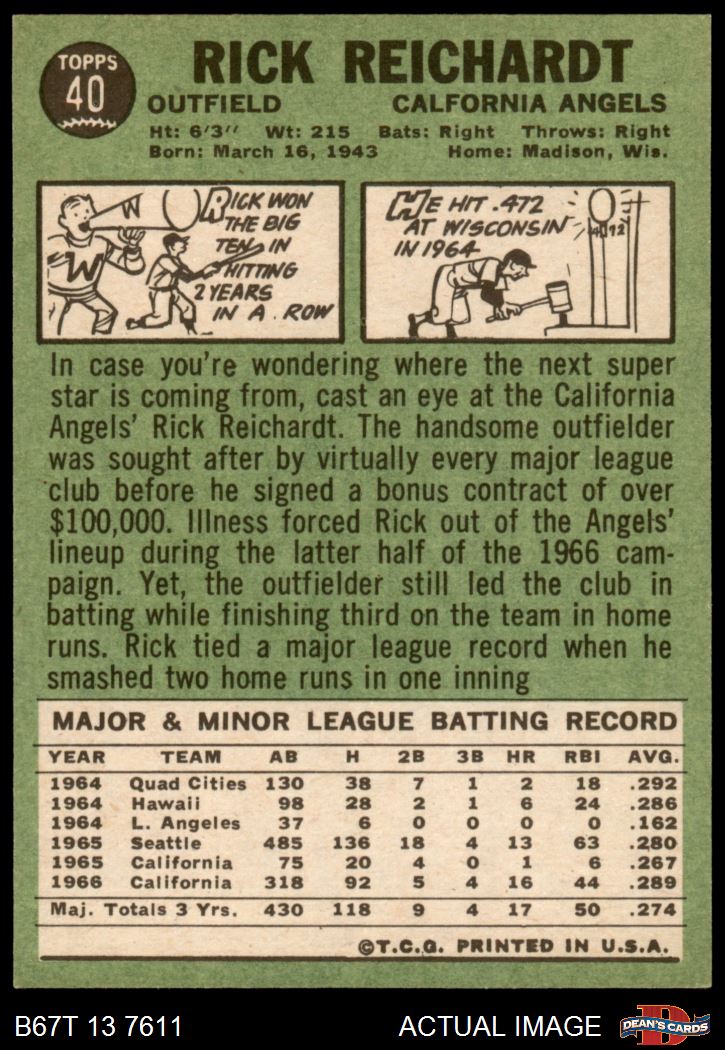 TOPPS
40
RICK REICHARDT
OUTFIELD CALFORNIA ANGELS
Ht: 6'3" Wt: 215 Bats: Right Throws: Right
Born: March 16, 1943 Home: Madison, Wis.
W
W
RICK WON
THE BIG
TEN IN
HITTING
2 YEARS
IN A ROW
HE HIT .472
AT WISCONSIN
IN 1964
.472
In case you're wondering where the next super
star is coming from, cast an eye at the California
Angels' Rick Reichardt. The handsome outfielder
was sought after by virtually every major league
club before he signed a bonus contract of over
$100,000. Illness forced Rick out of the Angels'
lineup during the latter half of the 1966 cam-
paign. Yet, the outfielder still led the club in
batting while finishing third on the team in home
runs. Rick tied a major league record when he
smashed two home runs in one inning
MAJOR & MINOR LEAGUE BATTING RECORD
YEAR TEAM AB H 2B 3B HR RBI AVG.
1964 Quad Cities 130 38 7 1 2 18 .292
1964 Hawaii 98 28 2 1 6 24 .286
1964 L. Angeles 37 6 0 0 0 0 .162
1965 Seattle 485 136 18 4 13 63 .280
1965 California 75 20 4 0 1 6 .267
1966 California 318 92 5 4 16 44 .289
Maj. Totals 3 Yrs. 430 118 9 4 17 50 .274
©T.C.G. PRINTED IN U.S.A.
B67T 13 7611 ACTUAL IMAGE
D
DEAN'S CARDS